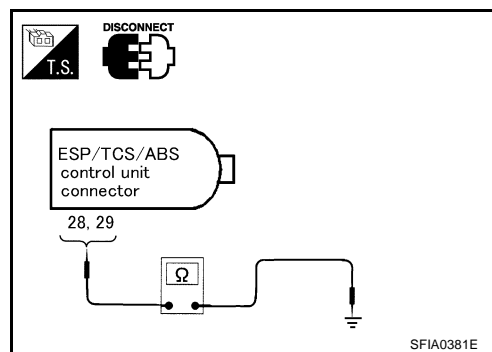 DISCONNECT
T.S.
ESP/TCS/ABS
control unit
connector
28, 29
Ω
SFIA0381E